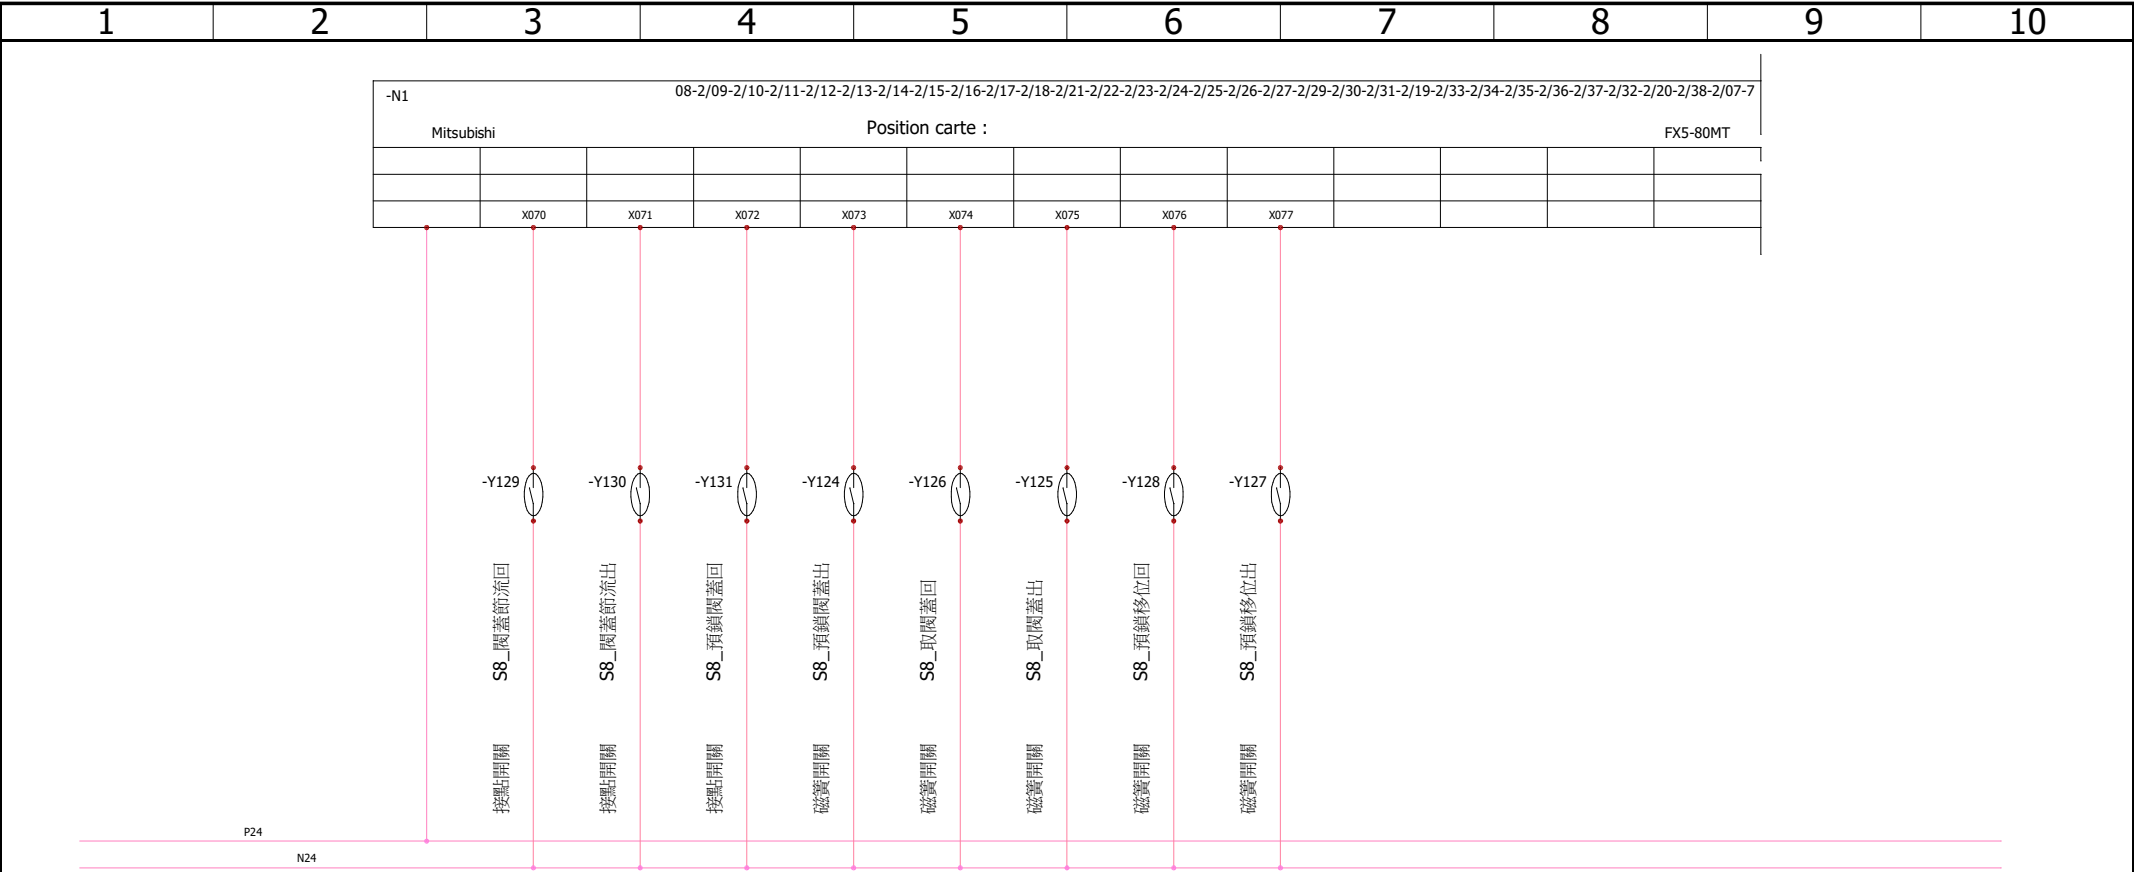 1 2 3 4 5 6 7 8 9 10
-N1 08-2/09-2/10-2/11-2/12-2/13-2/14-2/15-2/16-2/17-2/18-2/21-2/22-2/23-2/24-2/25-2/26-2/27-2/29-2/30-2/31-2/19-2/33-2/34-2/35-2/36-2/37-2/32-2/20-2/38-2/07-7
Mitsubishi Position carte : FX5-80MT
X070 X071 X072 X073 X074 X075 X076 X077
-Y129 -Y130 -Y131 -Y124 -Y126 -Y125 -Y128 -Y127
S8_閥蓋節流回
S8_閥蓋節流出
S8_預鎖閥蓋回
S8_預鎖閥蓋出
S8_取閥蓋回
S8_取閥蓋出
S8_預鎖移位回
S8_預鎖移位出
接點開關
接點開關
接點開關
磁簧開關
磁簧開關
磁簧開關
磁簧開關
磁簧開關
P24
N24